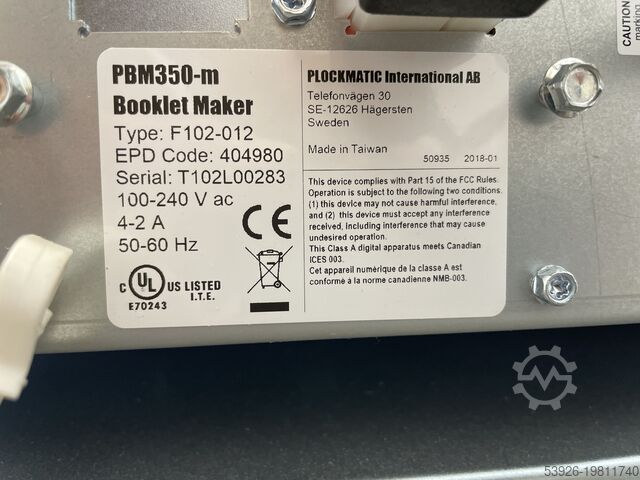 PBM350-m
Booklet Maker
Type: F102-012
EPD Code: 404980
Serial: T102L00283
100-240 V ac
4-2 A
50-60 Hz
CE
C UL US LISTED
I.T.E.
E70243
PLOCKMATIC International AB
Telefonvägen 30
SE-12626 Hägersten
Sweden
Made in Taiwan
50935 2018-01
This device complies with Part 15 of the FCC Rules.
Operation is subject to the following two conditions.
(1) this device may not cause harmful interference,
and (2) this device must accept any interference
received, including interference that may cause
undesired operation.
This Class A digital apparatus meets Canadian
ICES 003.
Cet appareil numérique de la classe A est
conformé à la norme canadienne NMB-003.
CAUTION
marking
53926-19811740